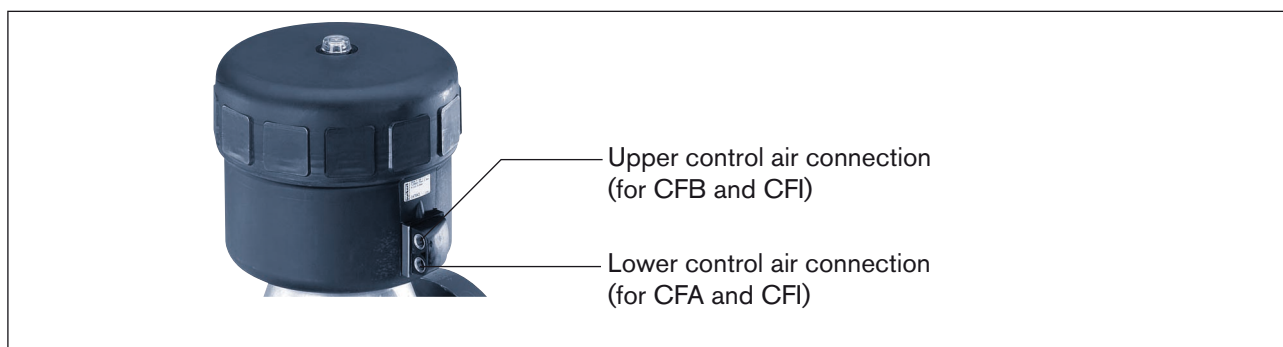 Upper control air connection
(for CFB and CFI)
Lower control air connection
(for CFA and CFI)